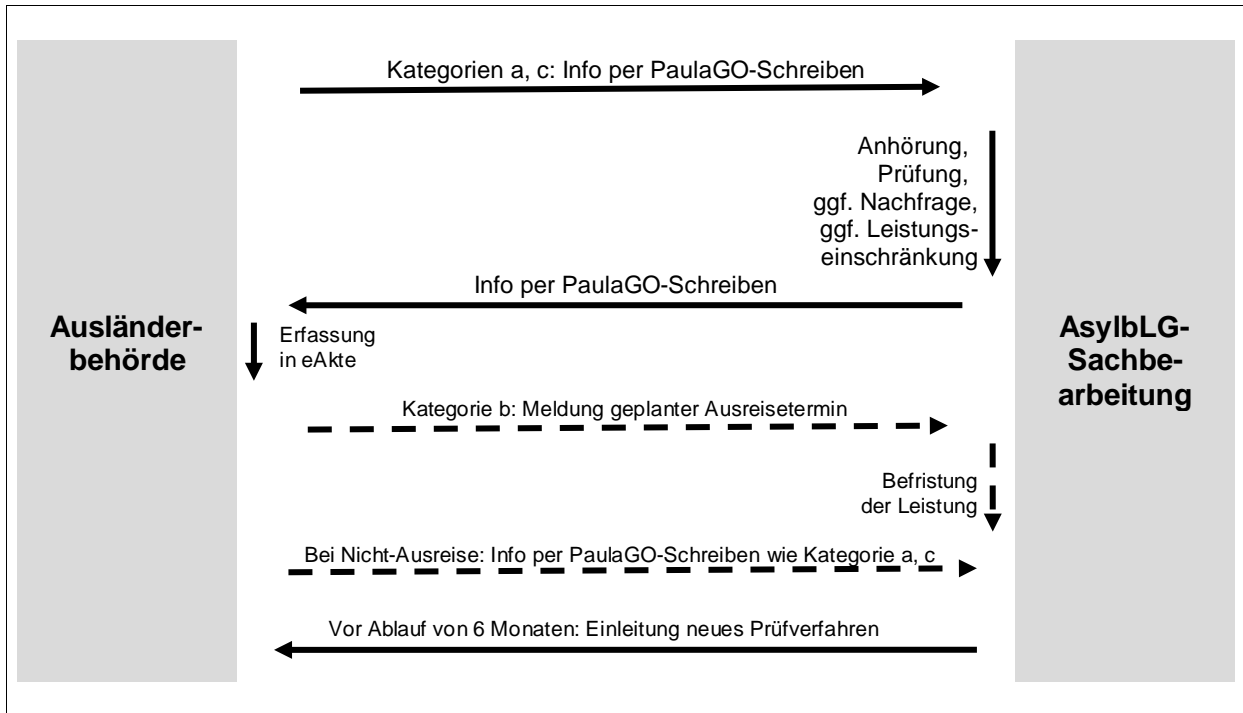 Kategorien a, c: Info per PaulaGO-Schreiben
Anhörung,
Prüfung,
ggf. Nachfrage,
ggf. Leistungs-
einschränkung
Info per PaulaGO-Schreiben
Ausländer-
behörde
AsylbLG-
Sachbe-
arbeitung
Erfassung
in eAkte
Kategorie b: Meldung geplanter Ausreisetermin
Befristung
der Leistung
Bei Nicht-Ausreise: Info per PaulaGO-Schreiben wie Kategorie a, c
Vor Ablauf von 6 Monaten: Einleitung neues Prüfverfahren